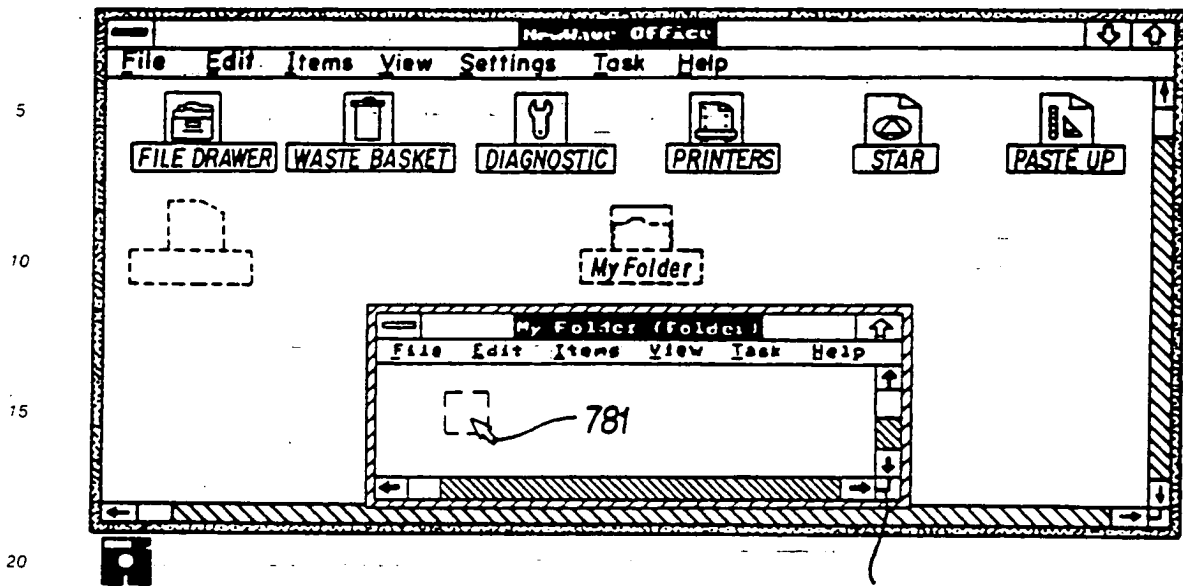 NewWave Office
File Edit Items View Settings Task Help
5
FILE DRAWER WASTE BASKET DIAGNOSTIC PRINTERS STAR PASTE UP
10
My Folder
My Folder (Folder)
File Edit Items View Task Help
15
781
20